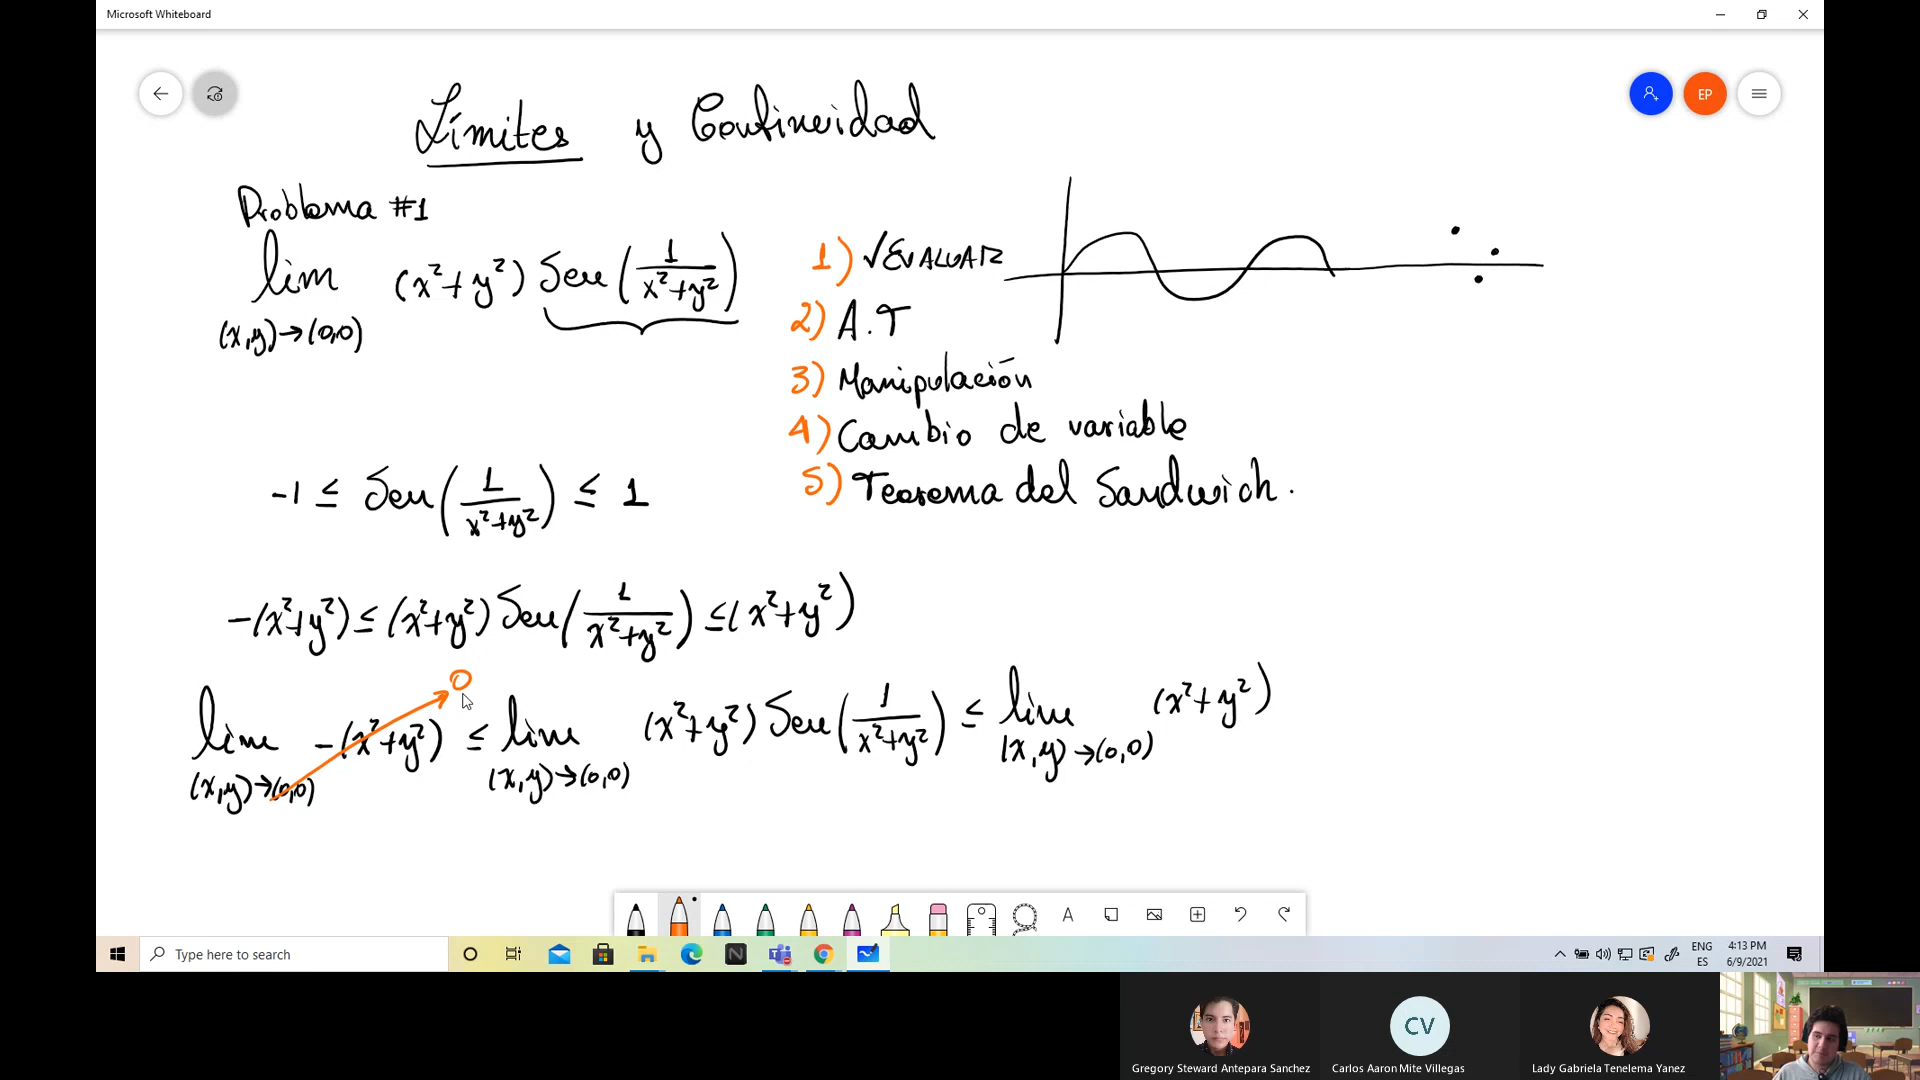 Microsoft Whiteboard
EP
Límites y Continuidad
Problema #1
lim (x²+y²) Sen(1/(x²+y²))
(x,y)→(0,0)
1) √EVALUAR
2) A.T
3) Manipulación
4) Cambio de variable
5) Teorema del Sandwich.
-1 ≤ Sen(1/(x²+y²)) ≤ 1
-(x²+y²) ≤ (x²+y²) Sen(1/(x²+y²)) ≤ (x²+y²)
0
lim -(x²+y²) ≤ lim (x²+y²) Sen(1/(x²+y²)) ≤ lim (x²+y²)
(x,y)→(0,0) (x,y)→(0,0) (x,y)→(0,0)
A
Type here to search
N
ENG
ES
4:13 PM
6/9/2021
CV
Gregory Steward Antepara Sanchez
Carlos Aaron Mite Villegas
Lady Gabriela Tenelema Yanez